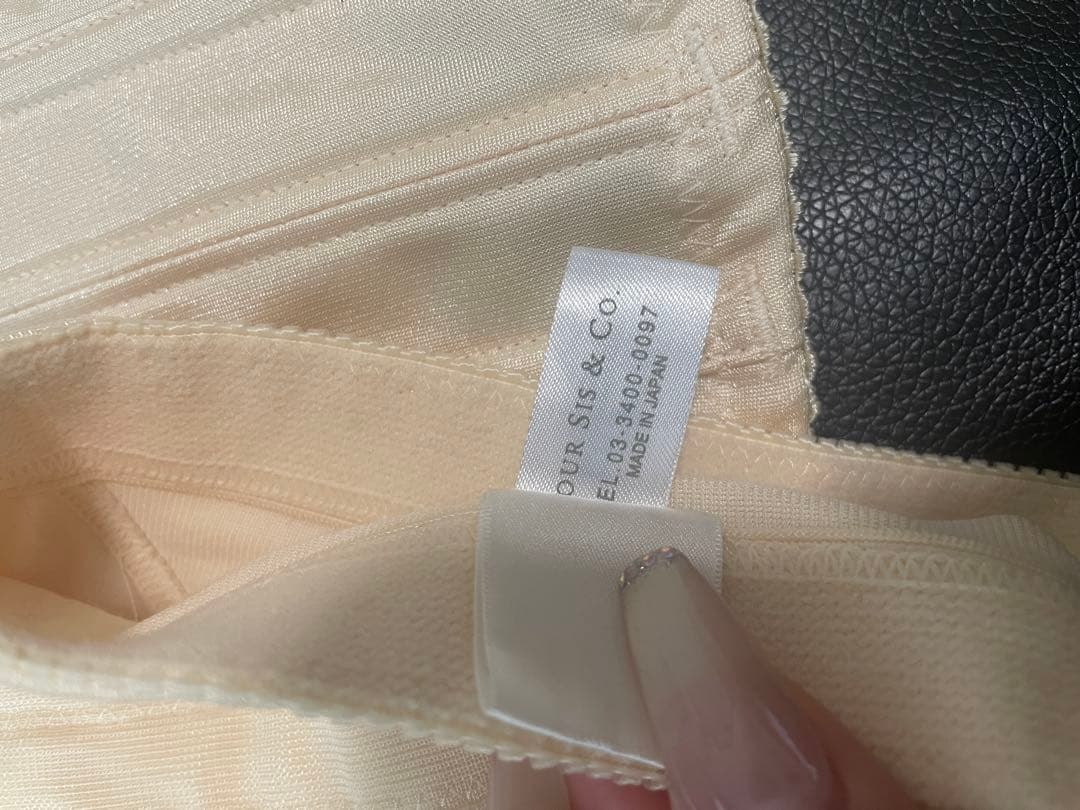 OUR SIS & CO.
EL.03-3400-0097
MADE IN JAPAN